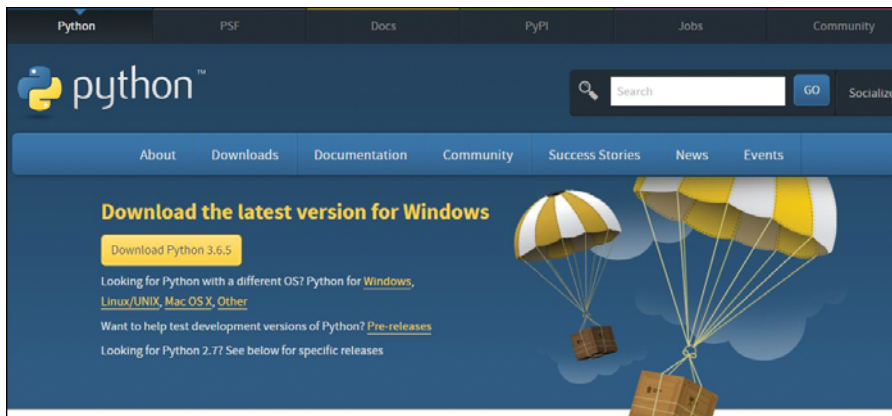 Python PSF Docs PyPI Jobs Community
python™
Search GO Socialize
About Downloads Documentation Community Success Stories News Events
Download the latest version for Windows
Download Python 3.6.5
Looking for Python with a different OS? Python for Windows,
Linux/UNIX, Mac OS X, Other
Want to help test development versions of Python? Pre-releases
Looking for Python 2.7? See below for specific releases